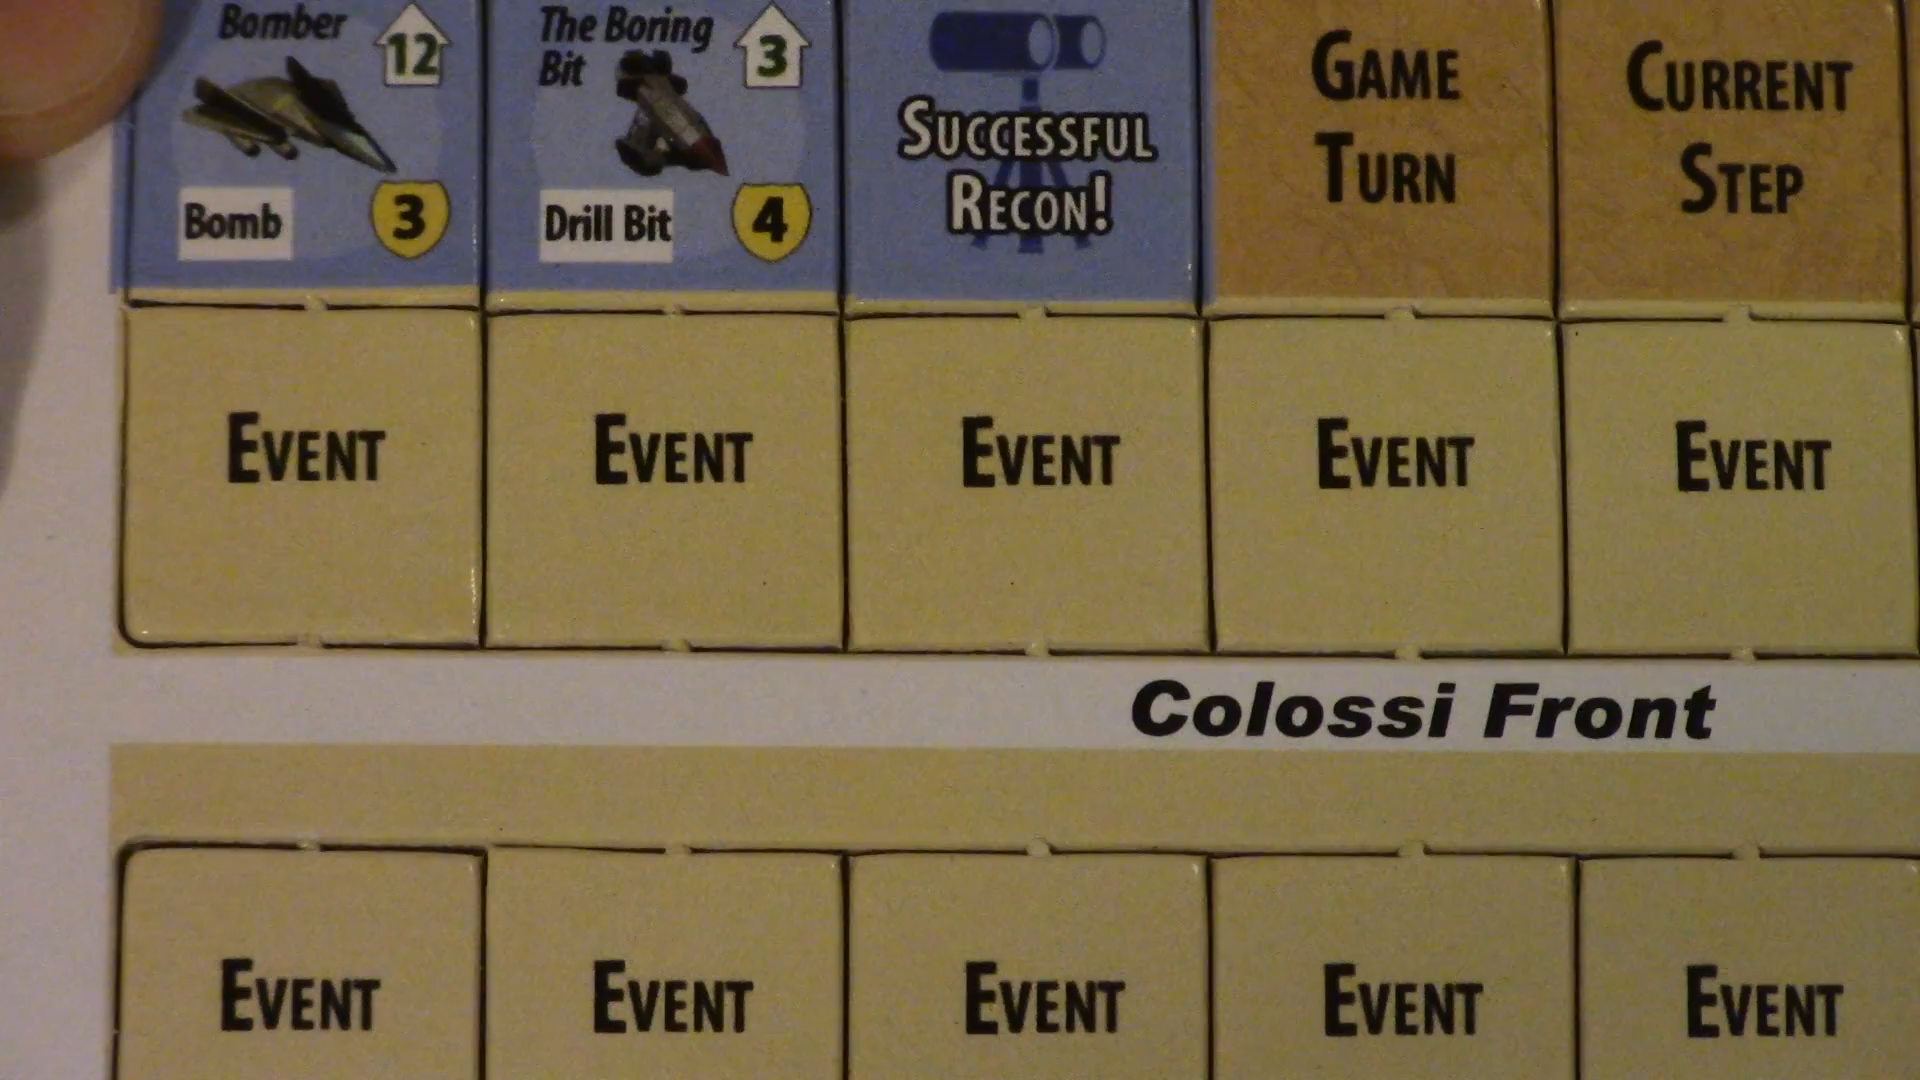 Bomber
12
Bomb
3
The Boring
Bit
3
Drill Bit
4
SUCCESSFUL
RECON!
GAME
TURN
CURRENT
STEP
EVENT
EVENT
EVENT
EVENT
EVENT
Colossi Front
EVENT
EVENT
EVENT
EVENT
EVENT